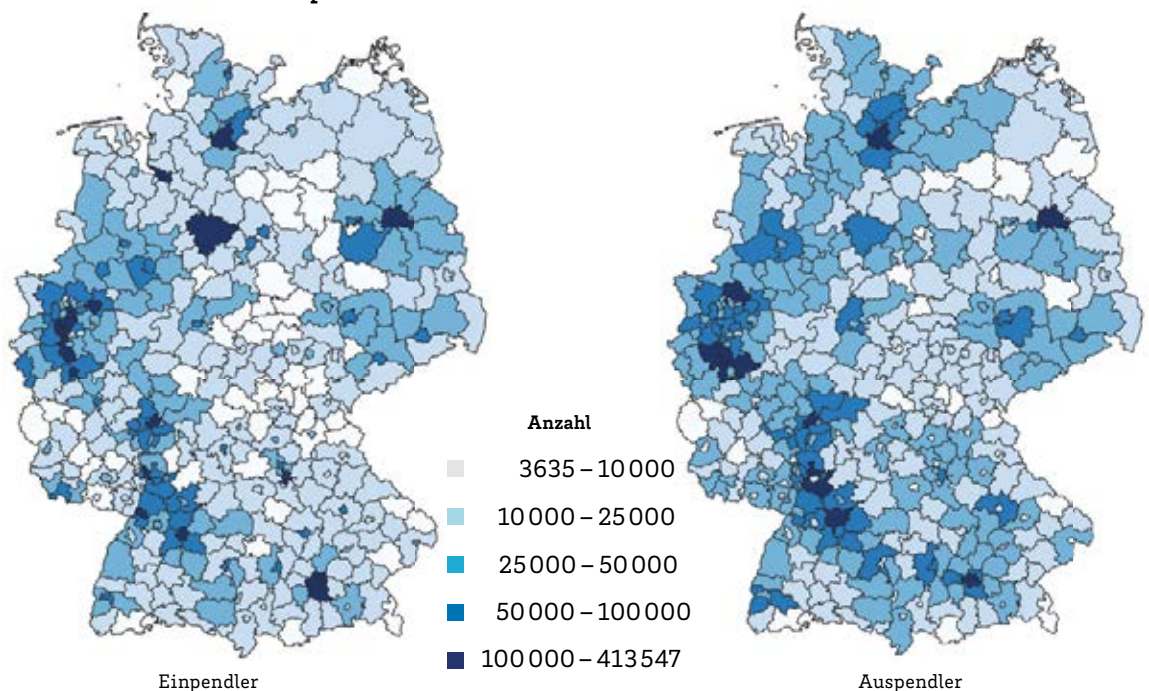 Anzahl
3635 – 10 000
10 000 – 25 000
25 000 – 50 000
50 000 – 100 000
100 000 – 413 547
Einpendler
Auspendler